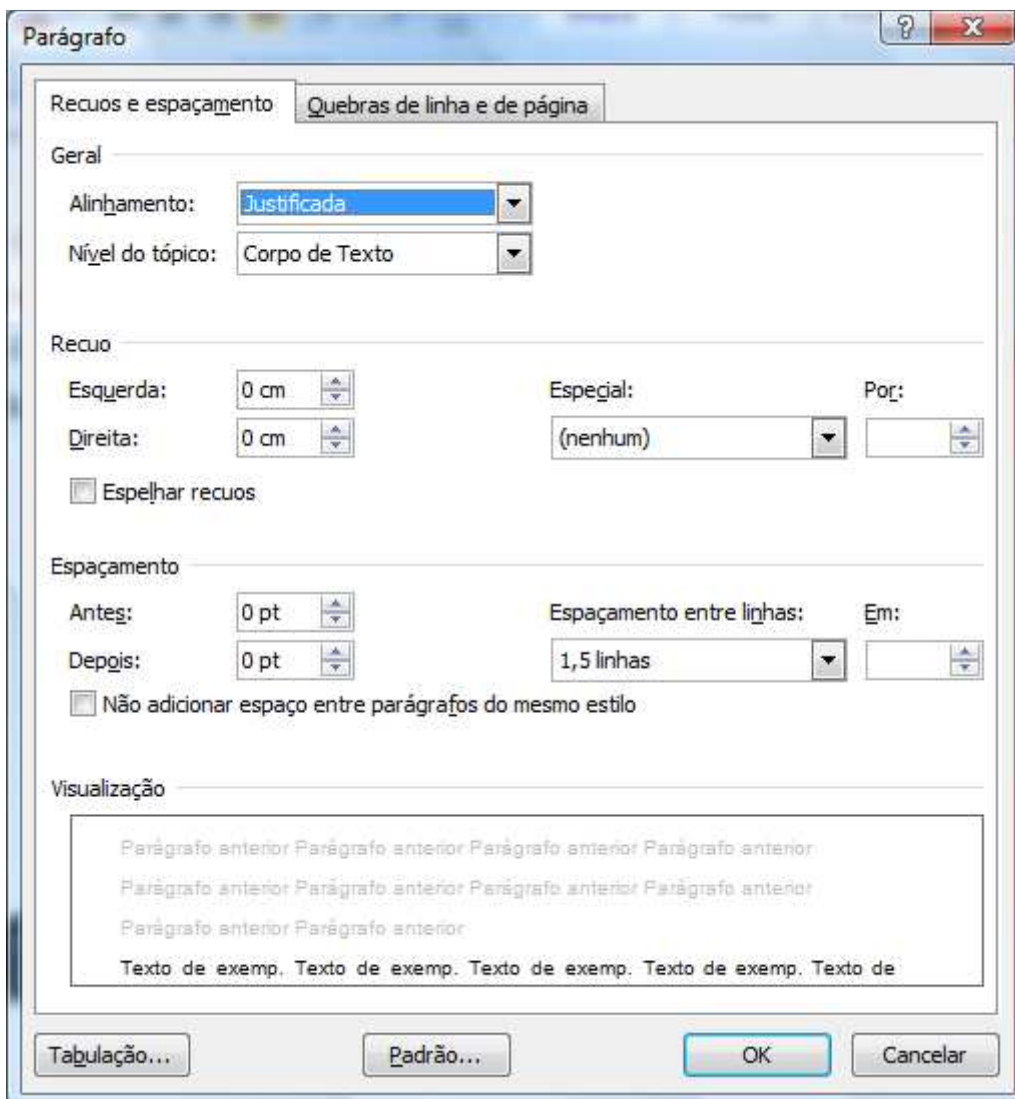 Parágrafo
Recuos e espaçamento Quebras de linha e de página
Geral
Alinhamento: Justificada
Nível do tópico: Corpo de Texto
Recuo
Esquerda: 0 cm Especial: Por:
Direita: 0 cm (nenhum)
Espelhar recuos
Espaçamento
Antes: 0 pt Espaçamento entre linhas: Em:
Depois: 0 pt 1,5 linhas
Não adicionar espaço entre parágrafos do mesmo estilo
Visualização
Parágrafo anterior Parágrafo anterior Parágrafo anterior Parágrafo anterior
Parágrafo anterior Parágrafo anterior Parágrafo anterior Parágrafo anterior
Parágrafo anterior Parágrafo anterior
Texto de exemp. Texto de exemp. Texto de exemp. Texto de exemp. Texto de
Tabulação... Padrão... OK Cancelar